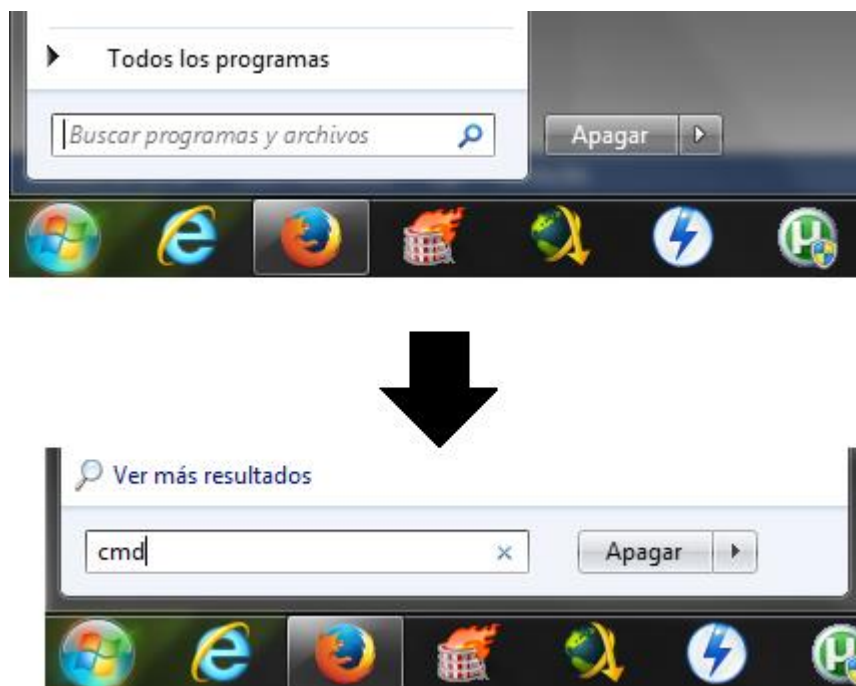 Todos los programas
Buscar programas y archivos
Apagar
Ver más resultados
cmd
Apagar